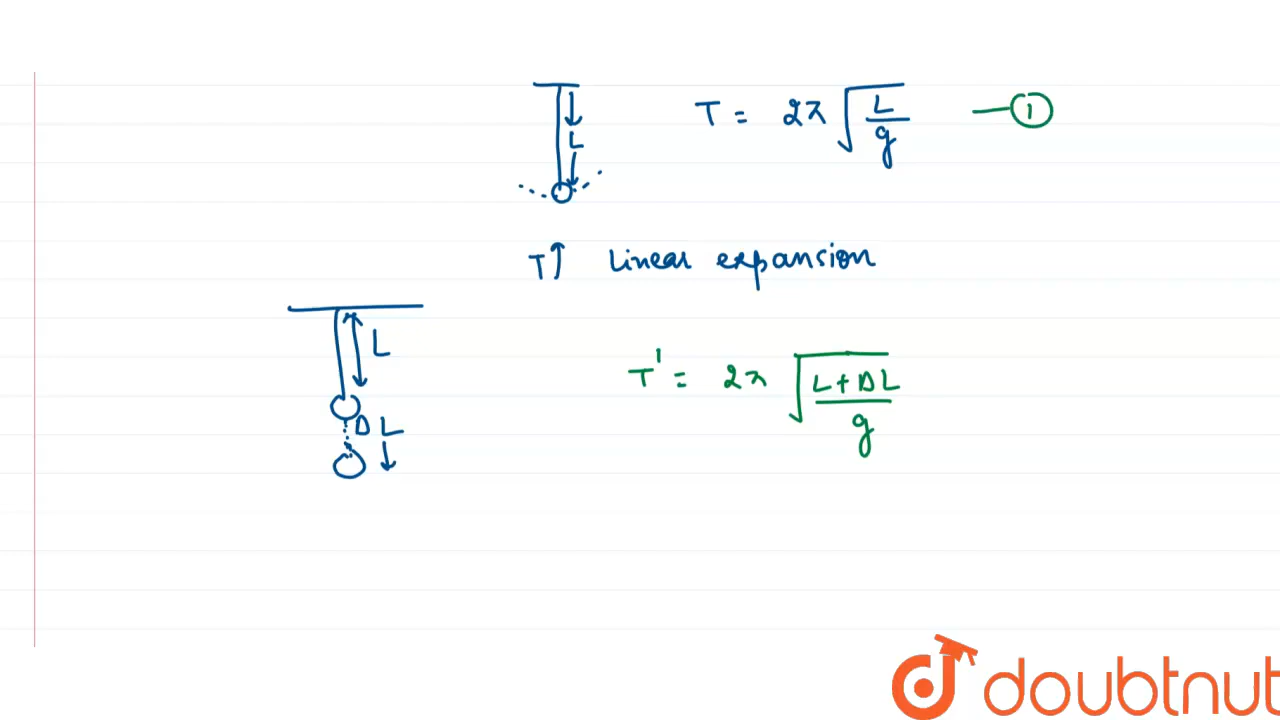 T = 2π √(L/g) — ①
L
T↑ Linear expansion
L
T' = 2π √((L+ΔL)/g)
ΔL
doubtnut